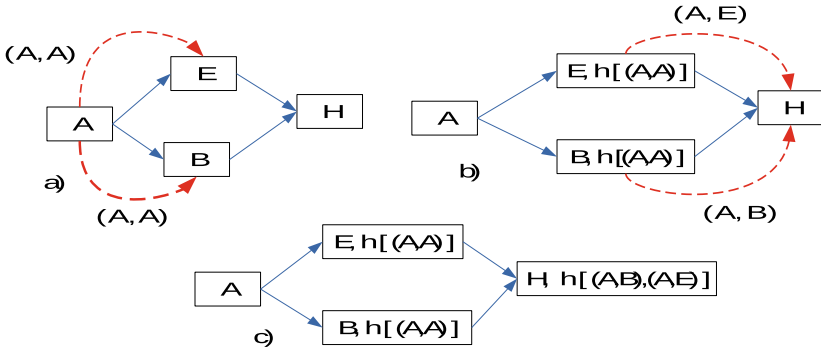 (A, A)
E
A
H
B
a)
(A, A)
(A, E)
E, h[(A,A)]
A
H
B, h[(A,A)]
b)
(A, B)
E, h[(A,A)]
A
H, h[(A,B),(A,E)]
B, h[(A,A)]
c)